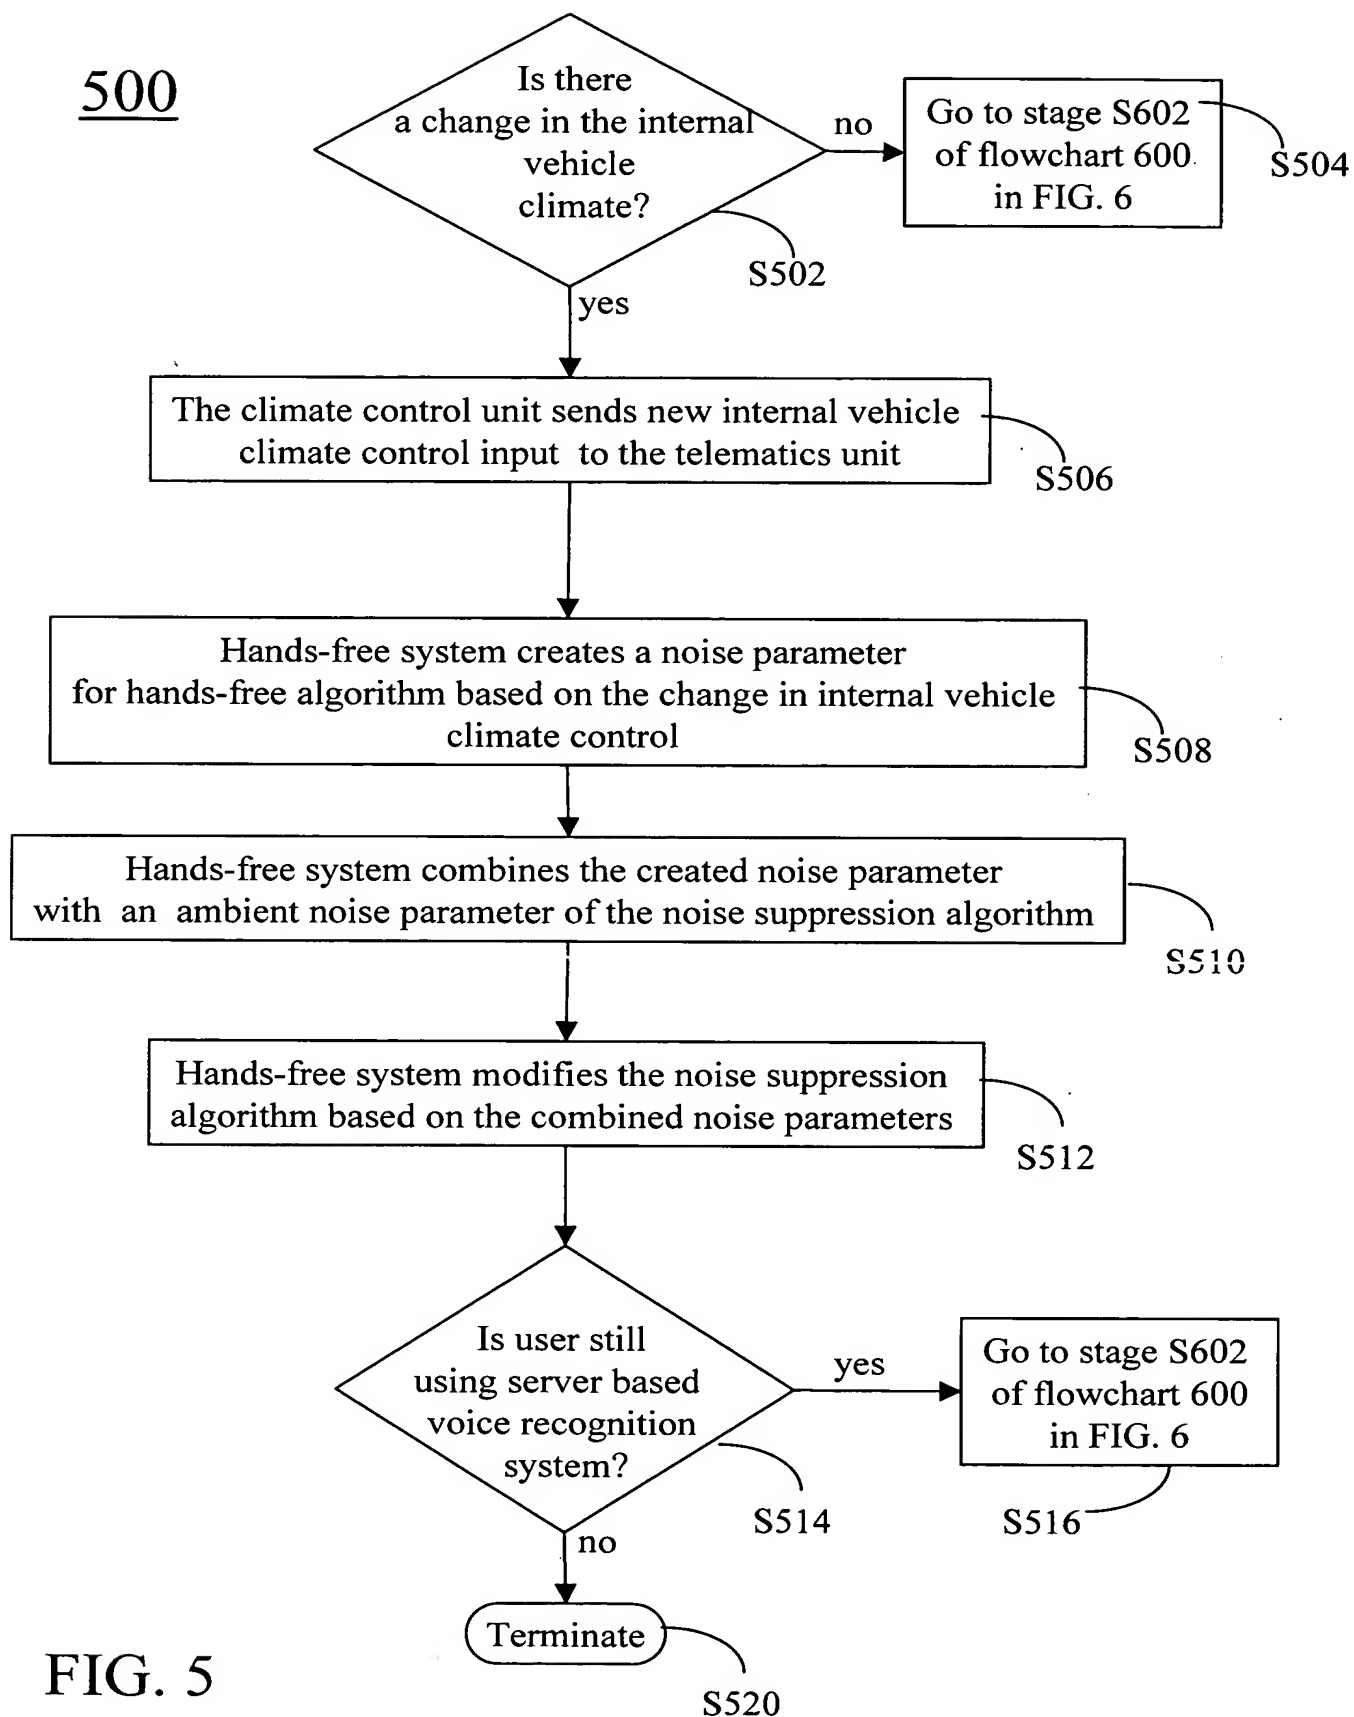 500
Is there
a change in the internal
vehicle
climate?
no
Go to stage S602
of flowchart 600
in FIG. 6
S504
S502
yes
The climate control unit sends new internal vehicle
climate control input to the telematics unit
S506
Hands-free system creates a noise parameter
for hands-free algorithm based on the change in internal vehicle
climate control
S508
Hands-free system combines the created noise parameter
with an ambient noise parameter of the noise suppression algorithm
S510
Hands-free system modifies the noise suppression
algorithm based on the combined noise parameters
S512
Is user still
using server based
voice recognition
system?
yes
Go to stage S602
of flowchart 600
in FIG. 6
S514
S516
no
Terminate
S520
FIG. 5